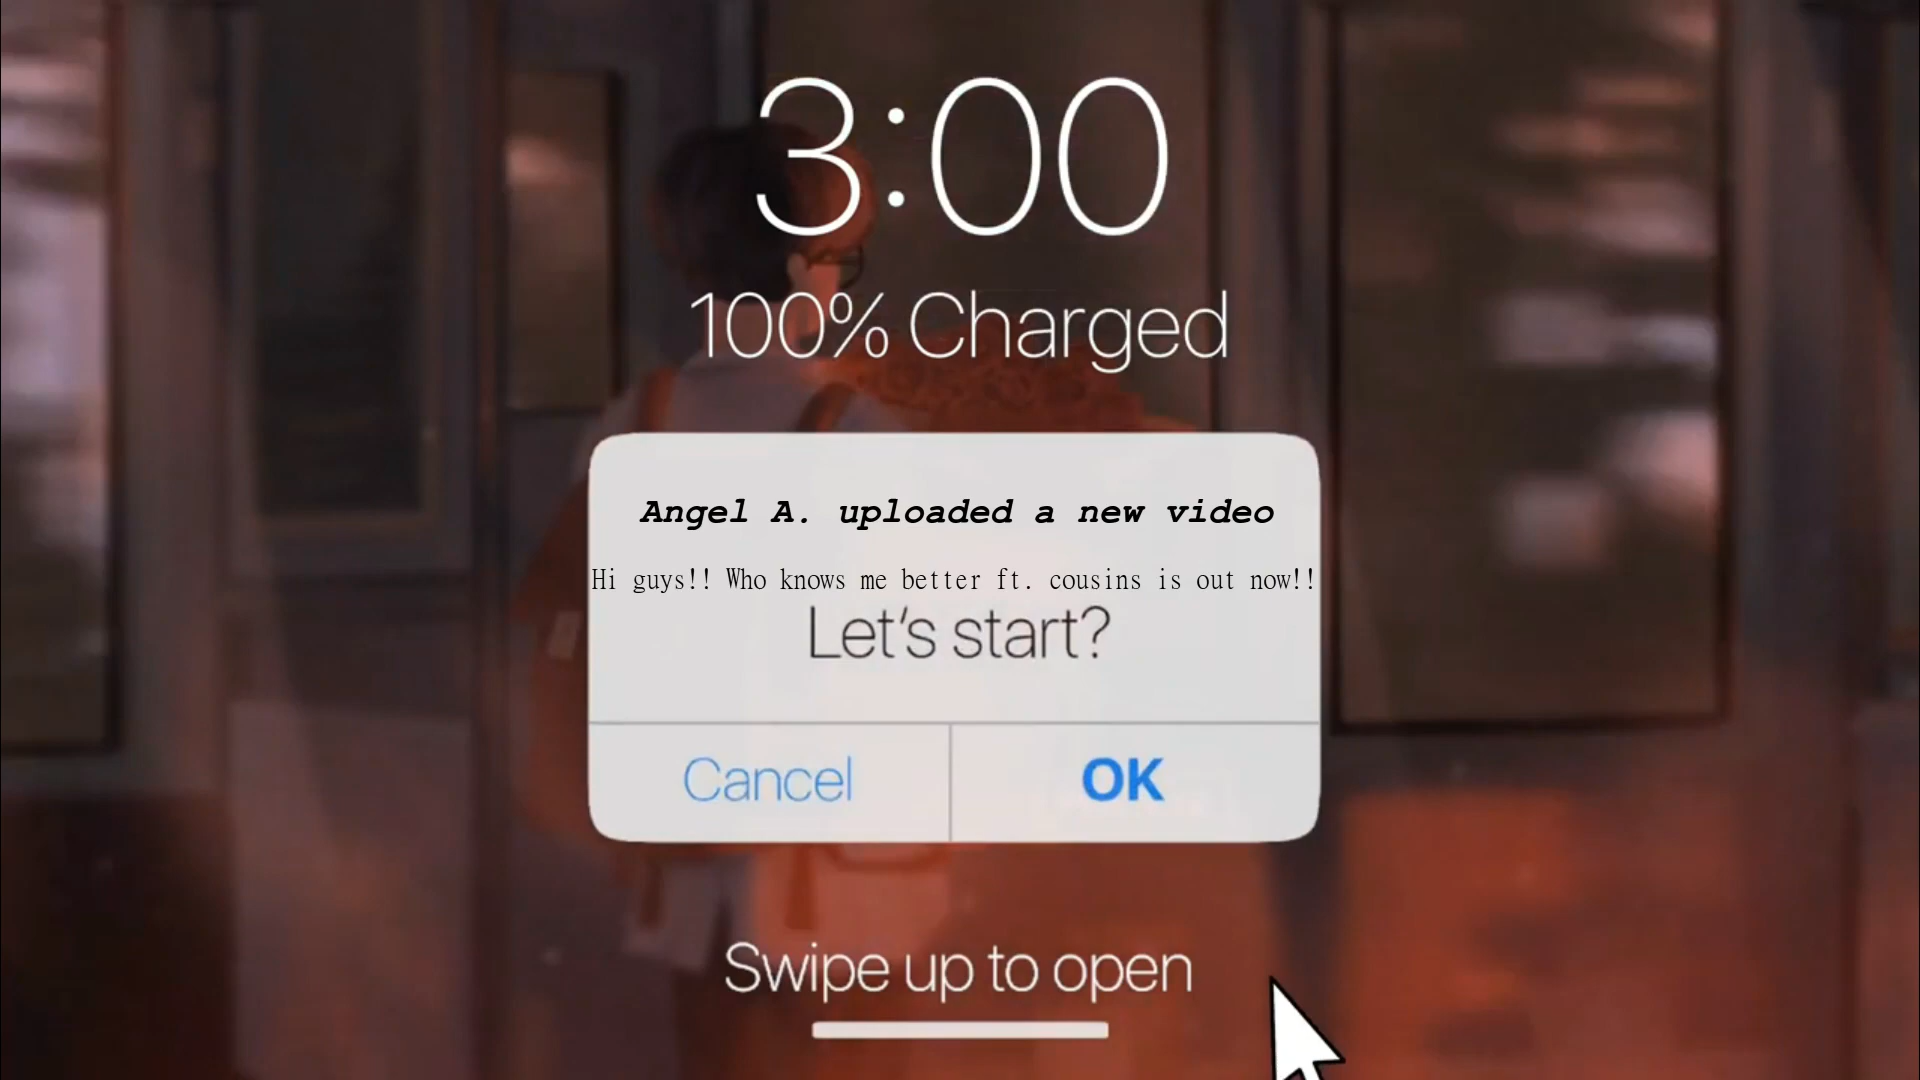 3:00
100% Charged
Angel A. uploaded a new video
Hi guys!! Who knows me better ft. cousins is out now!!
Let's start?
Cancel
OK
Swipe up to open